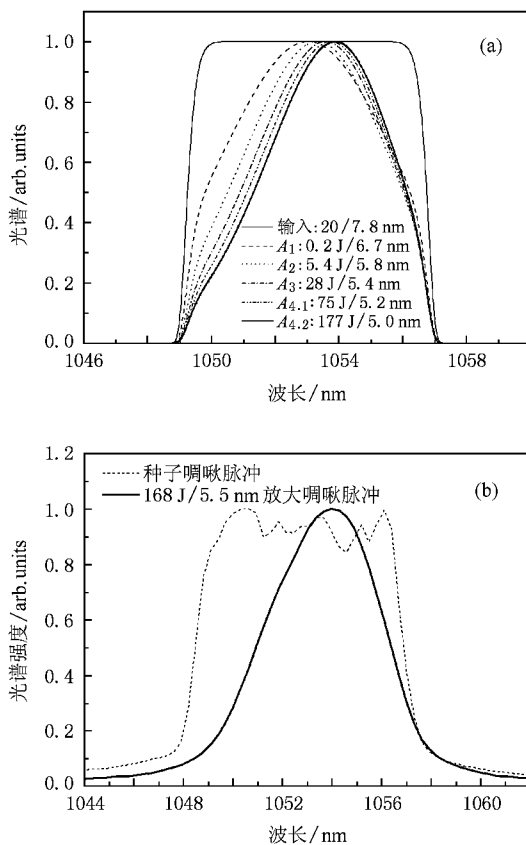 (a)
1.0
0.8
0.6
0.4
0.2
0.0
光谱/arb.units
输入:20/7.8 nm
A1:0.2 J/6.7 nm
A2:5.4 J/5.8 nm
A3:28 J/5.4 nm
A4.1:75 J/5.2 nm
A4.2:177 J/5.0 nm
1046 1050 1054 1058
波长/nm
(b)
1.2
1.0
0.8
0.6
0.4
0.2
0.0
光谱强度/arb.units
种子啁啾脉冲
168 J/5.5 nm 放大啁啾脉冲
1044 1048 1052 1056 1060
波长/nm